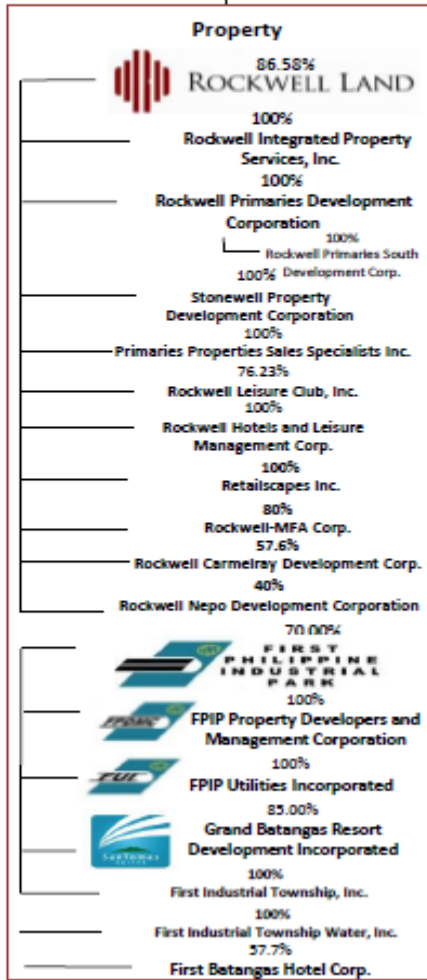 Property
86.58%
ROCKWELL LAND
100%
Rockwell Integrated Property
Services, Inc.
100%
Rockwell Primaries Development
Corporation
100%
Rockwell Primaries South
Development Corp.
100%
Stonewell Property
Development Corporation
100%
Primaries Properties Sales Specialists Inc.
76.23%
Rockwell Leisure Club, Inc.
100%
Rockwell Hotels and Leisure
Management Corp.
100%
Retailscapes Inc.
80%
Rockwell-MFA Corp.
57.6%
Rockwell Carmelray Development Corp.
40%
Rockwell Nepo Development Corporation
70.00%
FIRST
PHILIPPINE
INDUSTRIAL
PARK
100%
FPDMC
FPIP Property Developers and
Management Corporation
100%
FUI
FPIP Utilities Incorporated
85.00%
Grand Batangas Resort
Development Incorporated
SANTOMAS
100%
First Industrial Township, Inc.
100%
First Industrial Township Water, Inc.
57.7%
First Batangas Hotel Corp.